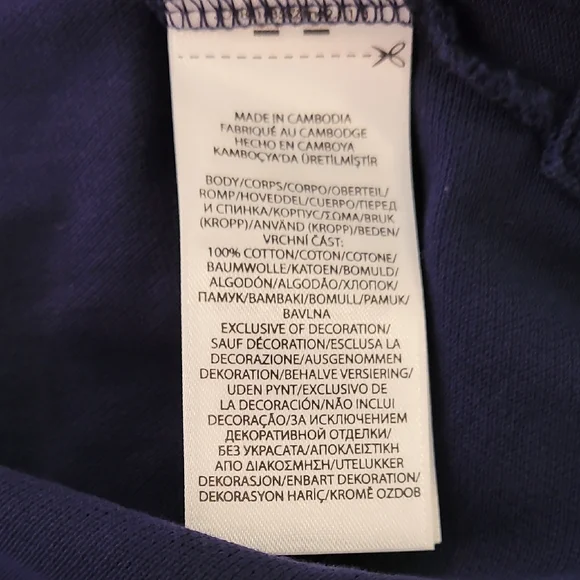 MADE IN CAMBODIA
FABRIQUÉ AU CAMBODGE
HECHO EN CAMBOYA
KAMBOÇYA'DA ÜRETİLMİŞTİR
BODY/CORPS/CORPO/OBERTEIL/
ROMP/HOVEDDEL/CUERPO/ПЕРЕД
И СПИНКА/КОРПУС/ΣΩΜΑ/BRUK
(KROPP)/ANVÄND (KROPP)/BEDEN/
VRCHNÍ ČÁST:
100% COTTON/COTON/COTONE/
BAUMWOLLE/KATOEN/BOMULD/
ALGODÓN/ALGODÃO/ХЛОПОК/
ПАМУК/ΒΑΜΒΑΚΙ/BOMULL/PAMUK/
BAVLNA
EXCLUSIVE OF DECORATION/
SAUF DÉCORATION/ESCLUSA LA
DECORAZIONE/AUSGENOMMEN
DEKORATION/BEHALVE VERSIERING/
UDEN PYNT/EXCLUSIVO DE
LA DECORACIÓN/NÃO INCLUI
DECORAÇÃO/ЗА ИСКЛЮЧЕНИЕМ
ДЕКОРАТИВНОЙ ОТДЕЛКИ/
БЕЗ УКРАСАТА/ΑΠΟΚΛΕΙΣΤΙΚΗ
ΑΠΟ ΔΙΑΚΟΣΜΗΣΗ/UTELUKKER
DEKORASJON/ENBART DEKORATION/
DEKORASYON HARİÇ/KROMĚ OZDOB